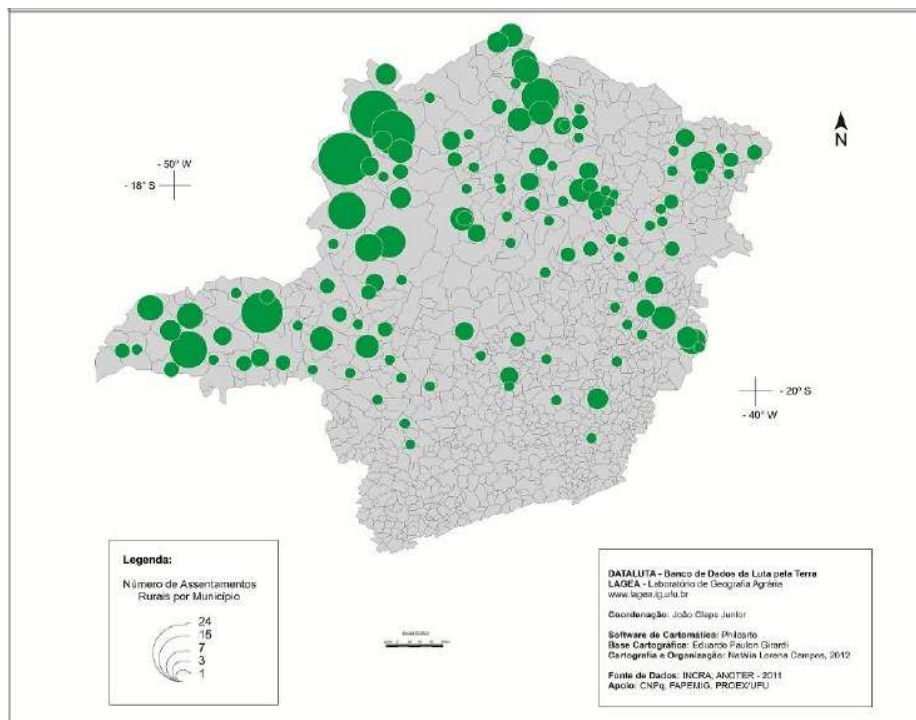 N
- 50° W
- 18° S
- 20° S
- 40° W
Legenda:
Número de Assentamentos
Rurais por Município
24
15
7
3
1
DATALUTA - Banco de Dados da Luta pela Terra
LAGEA - Laboratório de Geografia Agrária
www.lagea.ig.ufu.br
Coordenação: João Cleps Junior
Software de Cartomática: Philcarto
Base Cartográfica: Eduardo Paulon Girardi
Cartografia e Organização: Natália Lorena Campos, 2012
Fonte de Dados: INCRA, ANOTER - 2011
Apoio: CNPq, FAPEMIG, PROEX/UFU